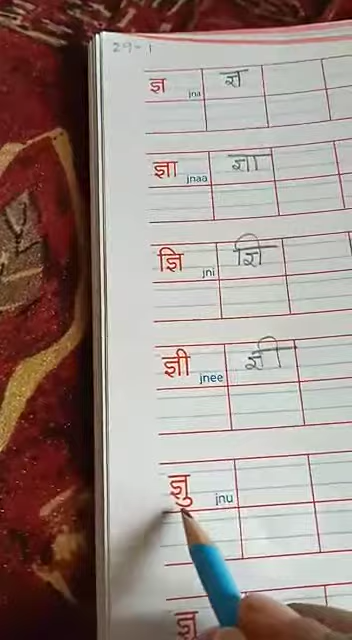 29-1
ज्ञ jna ज्ञ
ज्ञा jnaa ज्ञा
ज्ञि jni ज्ञि
ज्ञी jnee ज्ञी
ज्ञु jnu